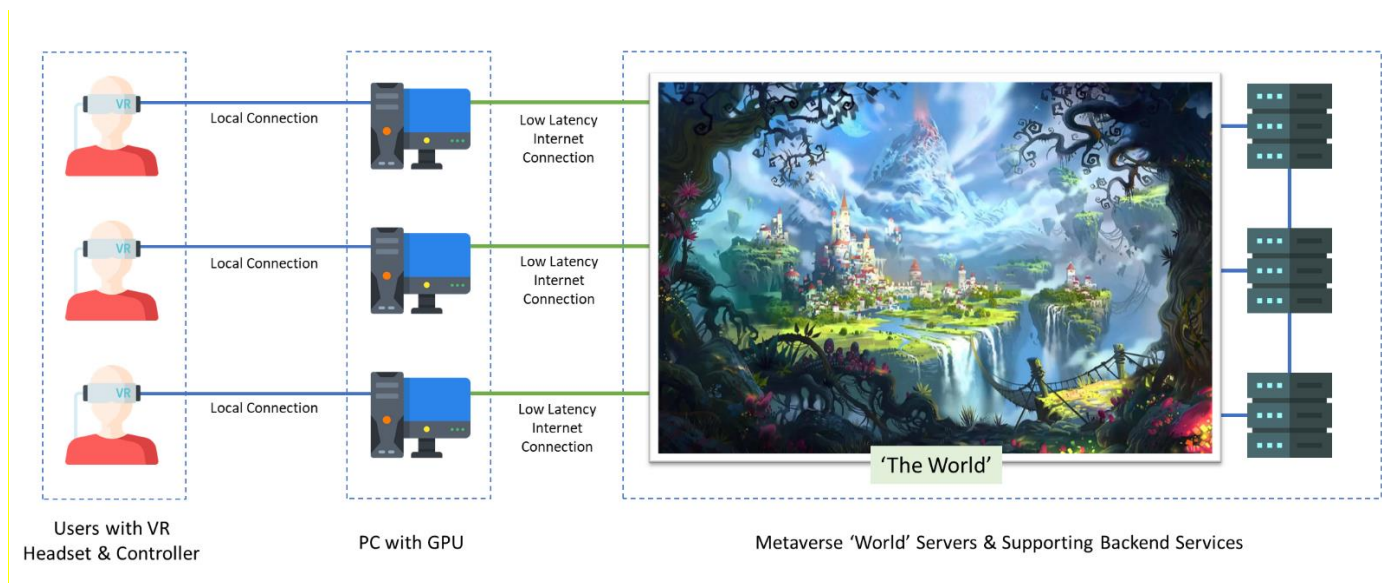 VR
Local Connection
Low Latency
Internet
Connection
VR
Local Connection
Low Latency
Internet
Connection
VR
Local Connection
Low Latency
Internet
Connection
'The World'
Users with VR
Headset & Controller
PC with GPU
Metaverse 'World' Servers & Supporting Backend Services